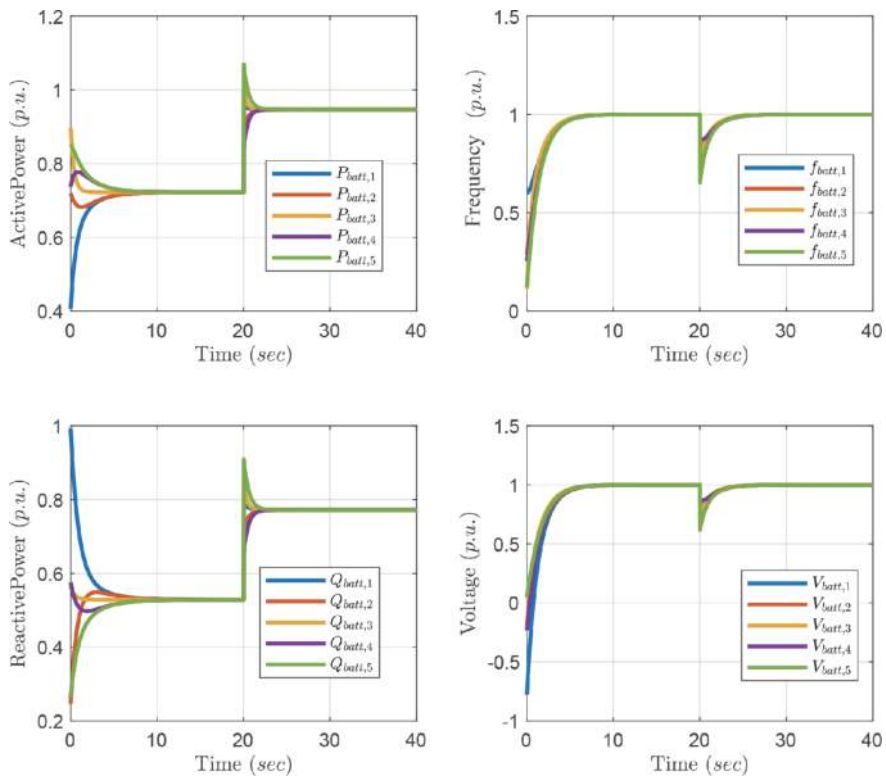 1.2
1
0.8
0.6
0.4
ActivePower (p.u.)
P_batt,1
P_batt,2
P_batt,3
P_batt,4
P_batt,5
0 10 20 30 40
Time (sec)
1.5
1
0.5
0
Frequency (p.u.)
f_batt,1
f_batt,2
f_batt,3
f_batt,4
f_batt,5
0 10 20 30 40
Time (sec)
1
0.8
0.6
0.4
0.2
ReactivePower (p.u.)
Q_batt,1
Q_batt,2
Q_batt,3
Q_batt,4
Q_batt,5
0 10 20 30 40
Time (sec)
1.5
1
0.5
0
-0.5
-1
Voltage (p.u.)
V_batt,1
V_batt,2
V_batt,3
V_batt,4
V_batt,5
0 10 20 30 40
Time (sec)